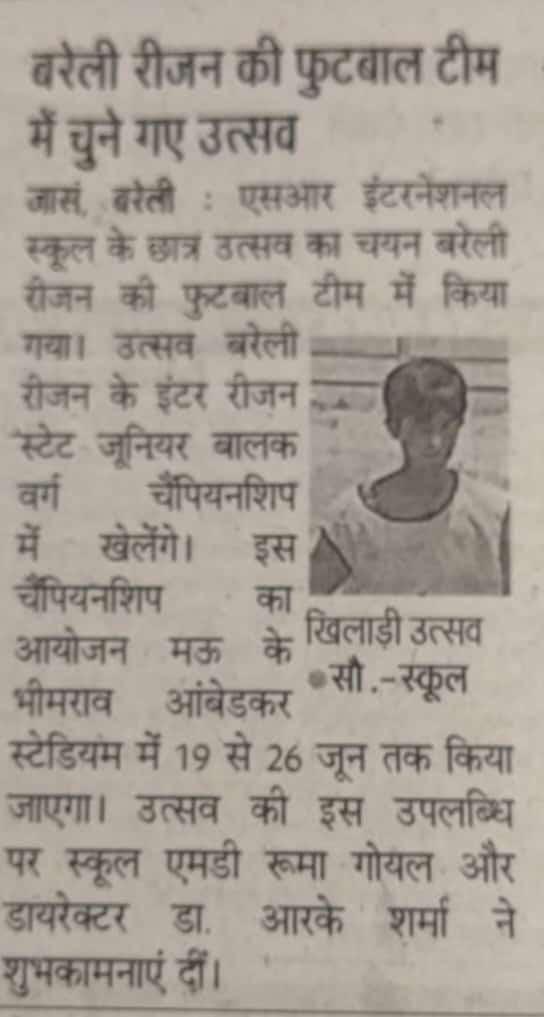 बरेली रीजन की फुटबाल टीम
में चुने गए उत्सव
जासं, बरेली : एसआर इंटरनेशनल
स्कूल के छात्र उत्सव का चयन बरेली
रीजन की फुटबाल टीम में किया
गया। उत्सव बरेली
रीजन के इंटर रीजन
स्टेट जूनियर बालक
वर्ग चैंपियनशिप
में खेलेंगे। इस
चैंपियनशिप का
आयोजन मऊ के
भीमराव आंबेडकर
स्टेडियम में 19 से 26 जून तक किया
जाएगा। उत्सव की इस उपलब्धि
पर स्कूल एमडी रूमा गोयल और
डायरेक्टर डा. आरके शर्मा ने
शुभकामनाएं दीं।
खिलाड़ी उत्सव
●सौ.-स्कूल